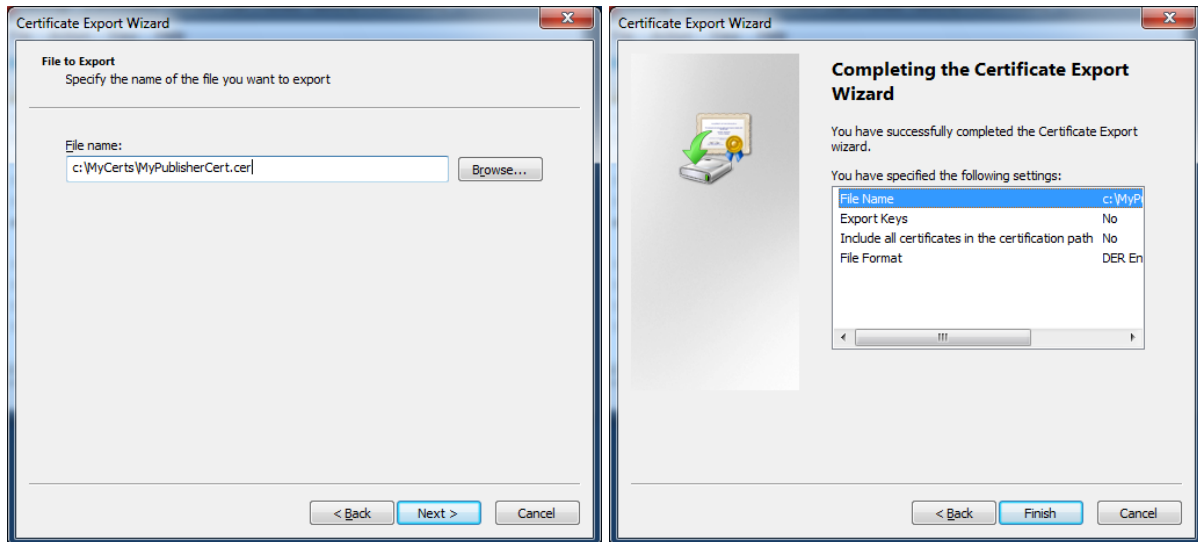 Certificate Export Wizard
File to Export
Specify the name of the file you want to export
File name:
c:\MyCerts\MyPublisherCert.cer
Browse...
< Back
Next >
Cancel
Certificate Export Wizard
Completing the Certificate Export
Wizard
You have successfully completed the Certificate Export
wizard.
You have specified the following settings:
File Name c:\MyPu
Export Keys No
Include all certificates in the certification path No
File Format DER En
< Back
Finish
Cancel